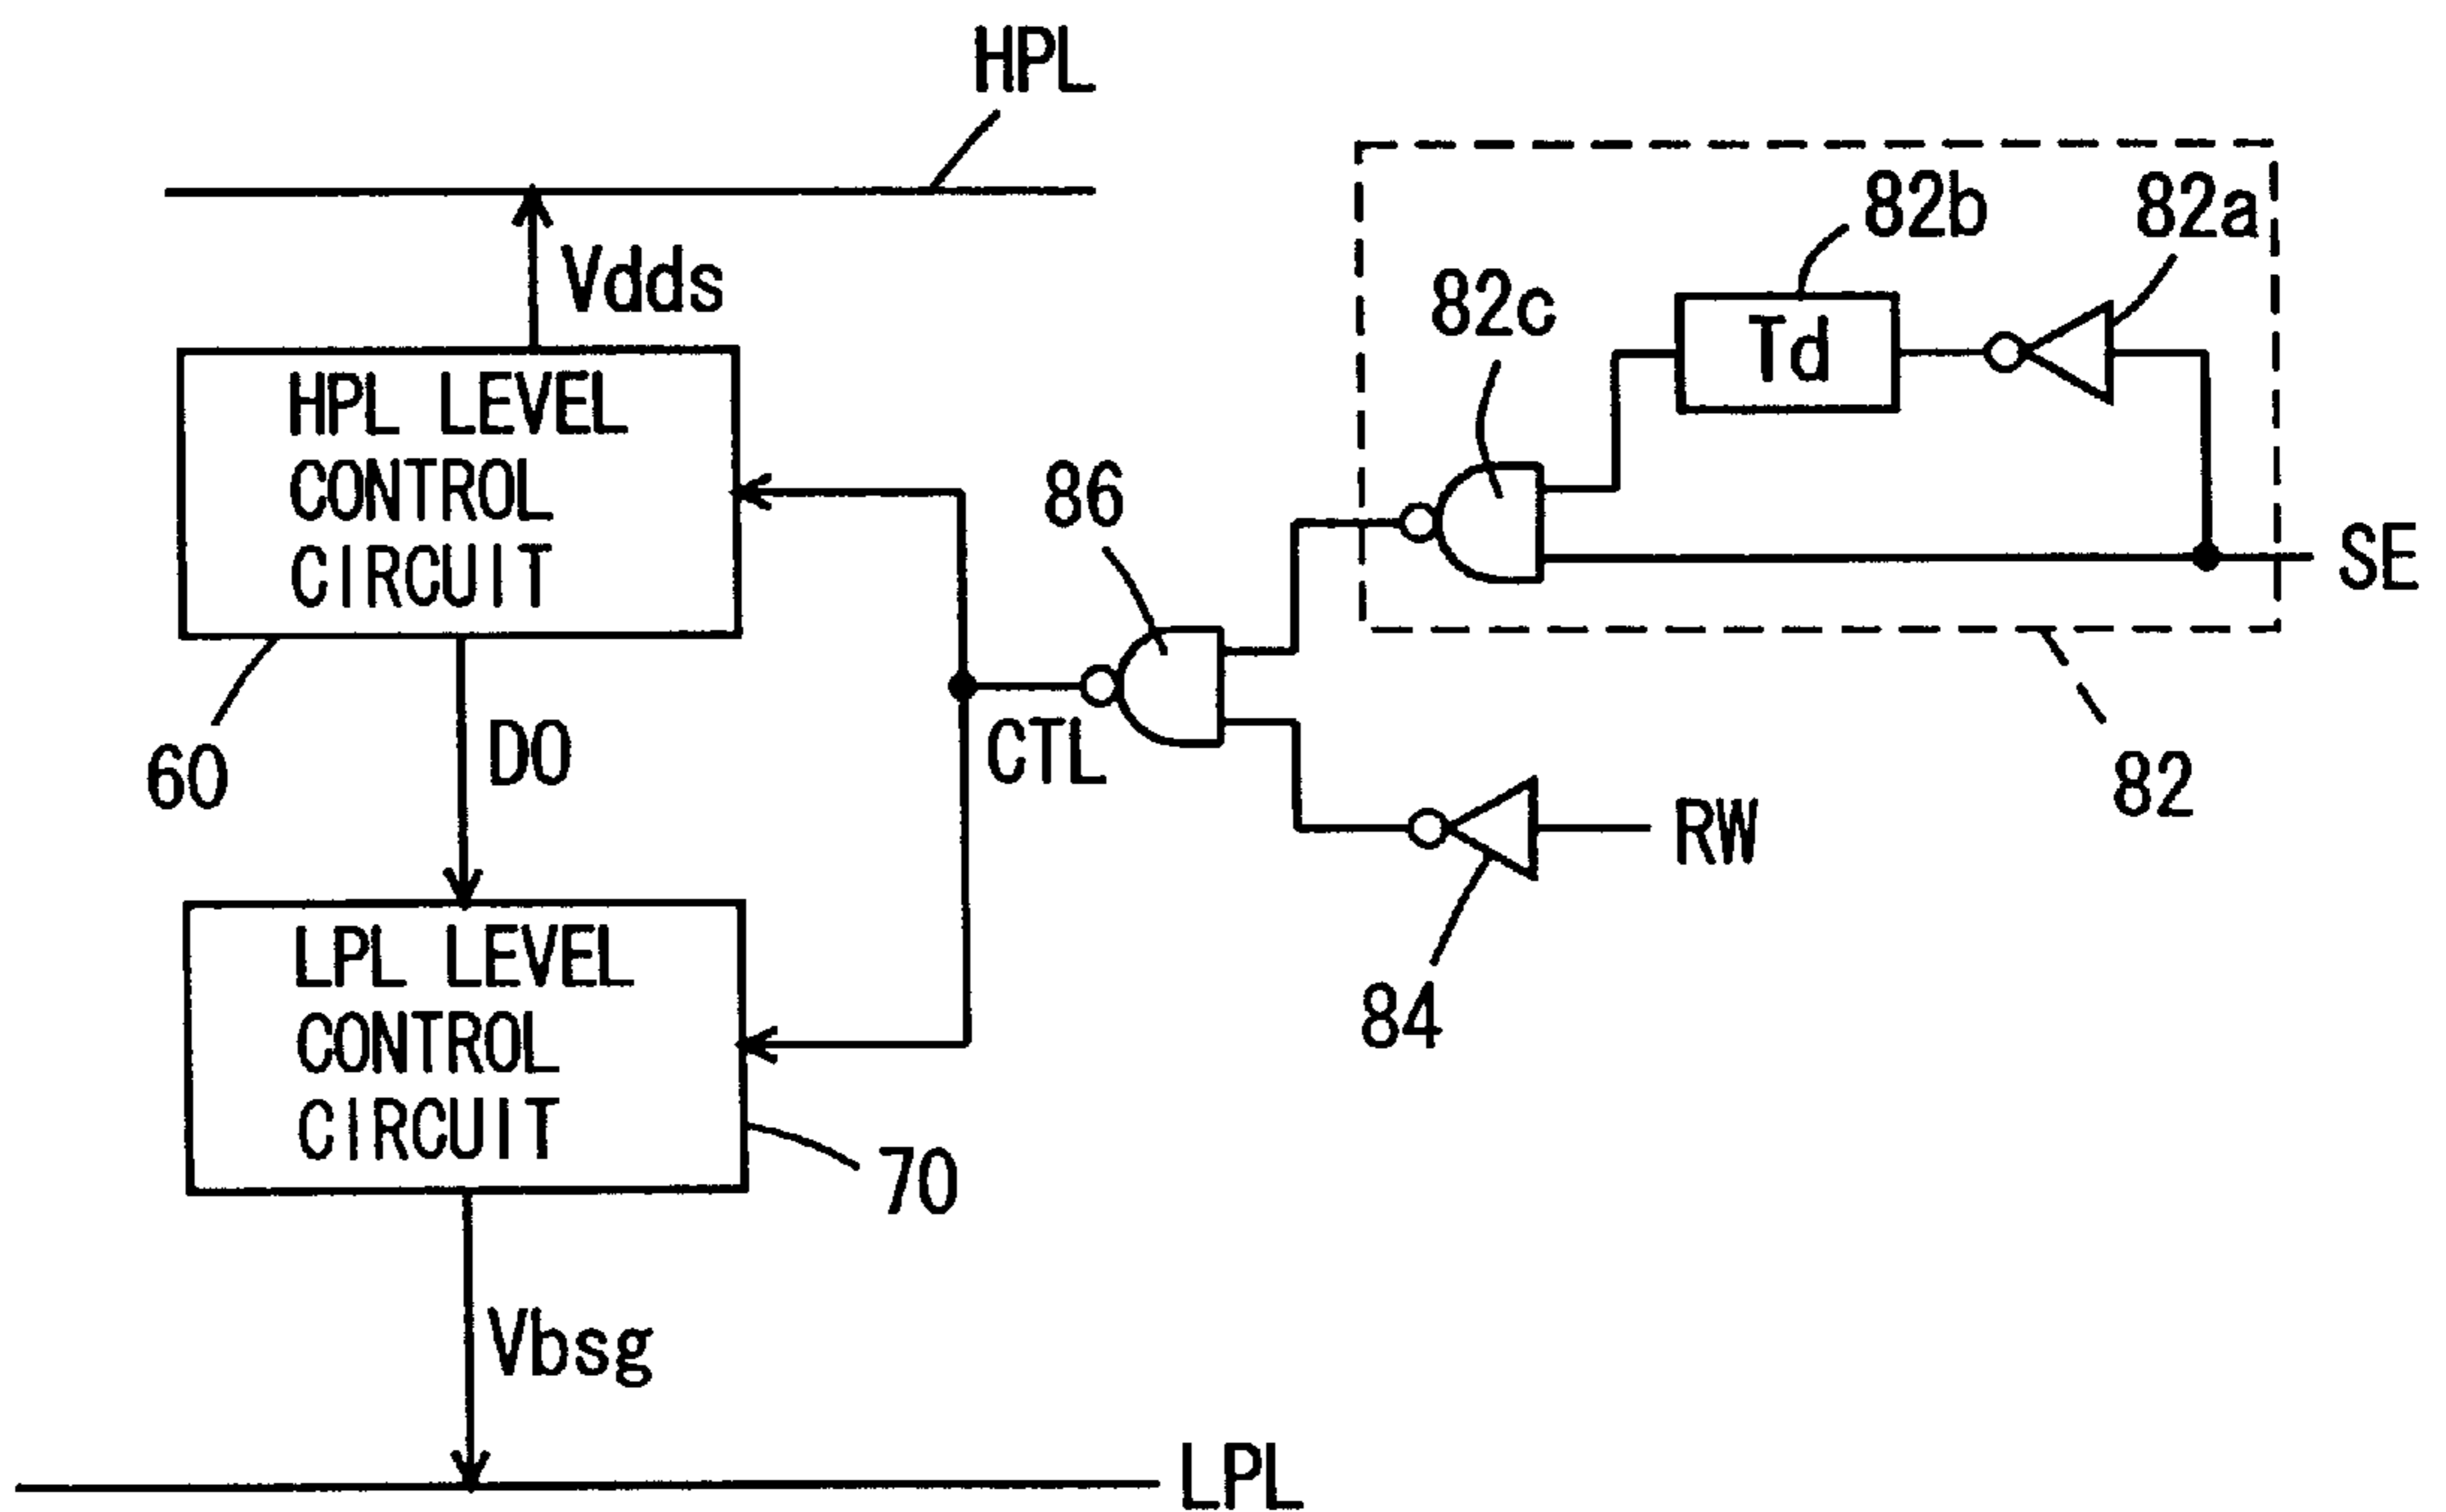 HPL
Vdds
82b
82a
82c
Td
HPL LEVEL
CONTROL
CIRCUIT
86
SE
60
DO
CTL
82
RW
LPL LEVEL
CONTROL
CIRCUIT
84
70
Vbsg
LPL